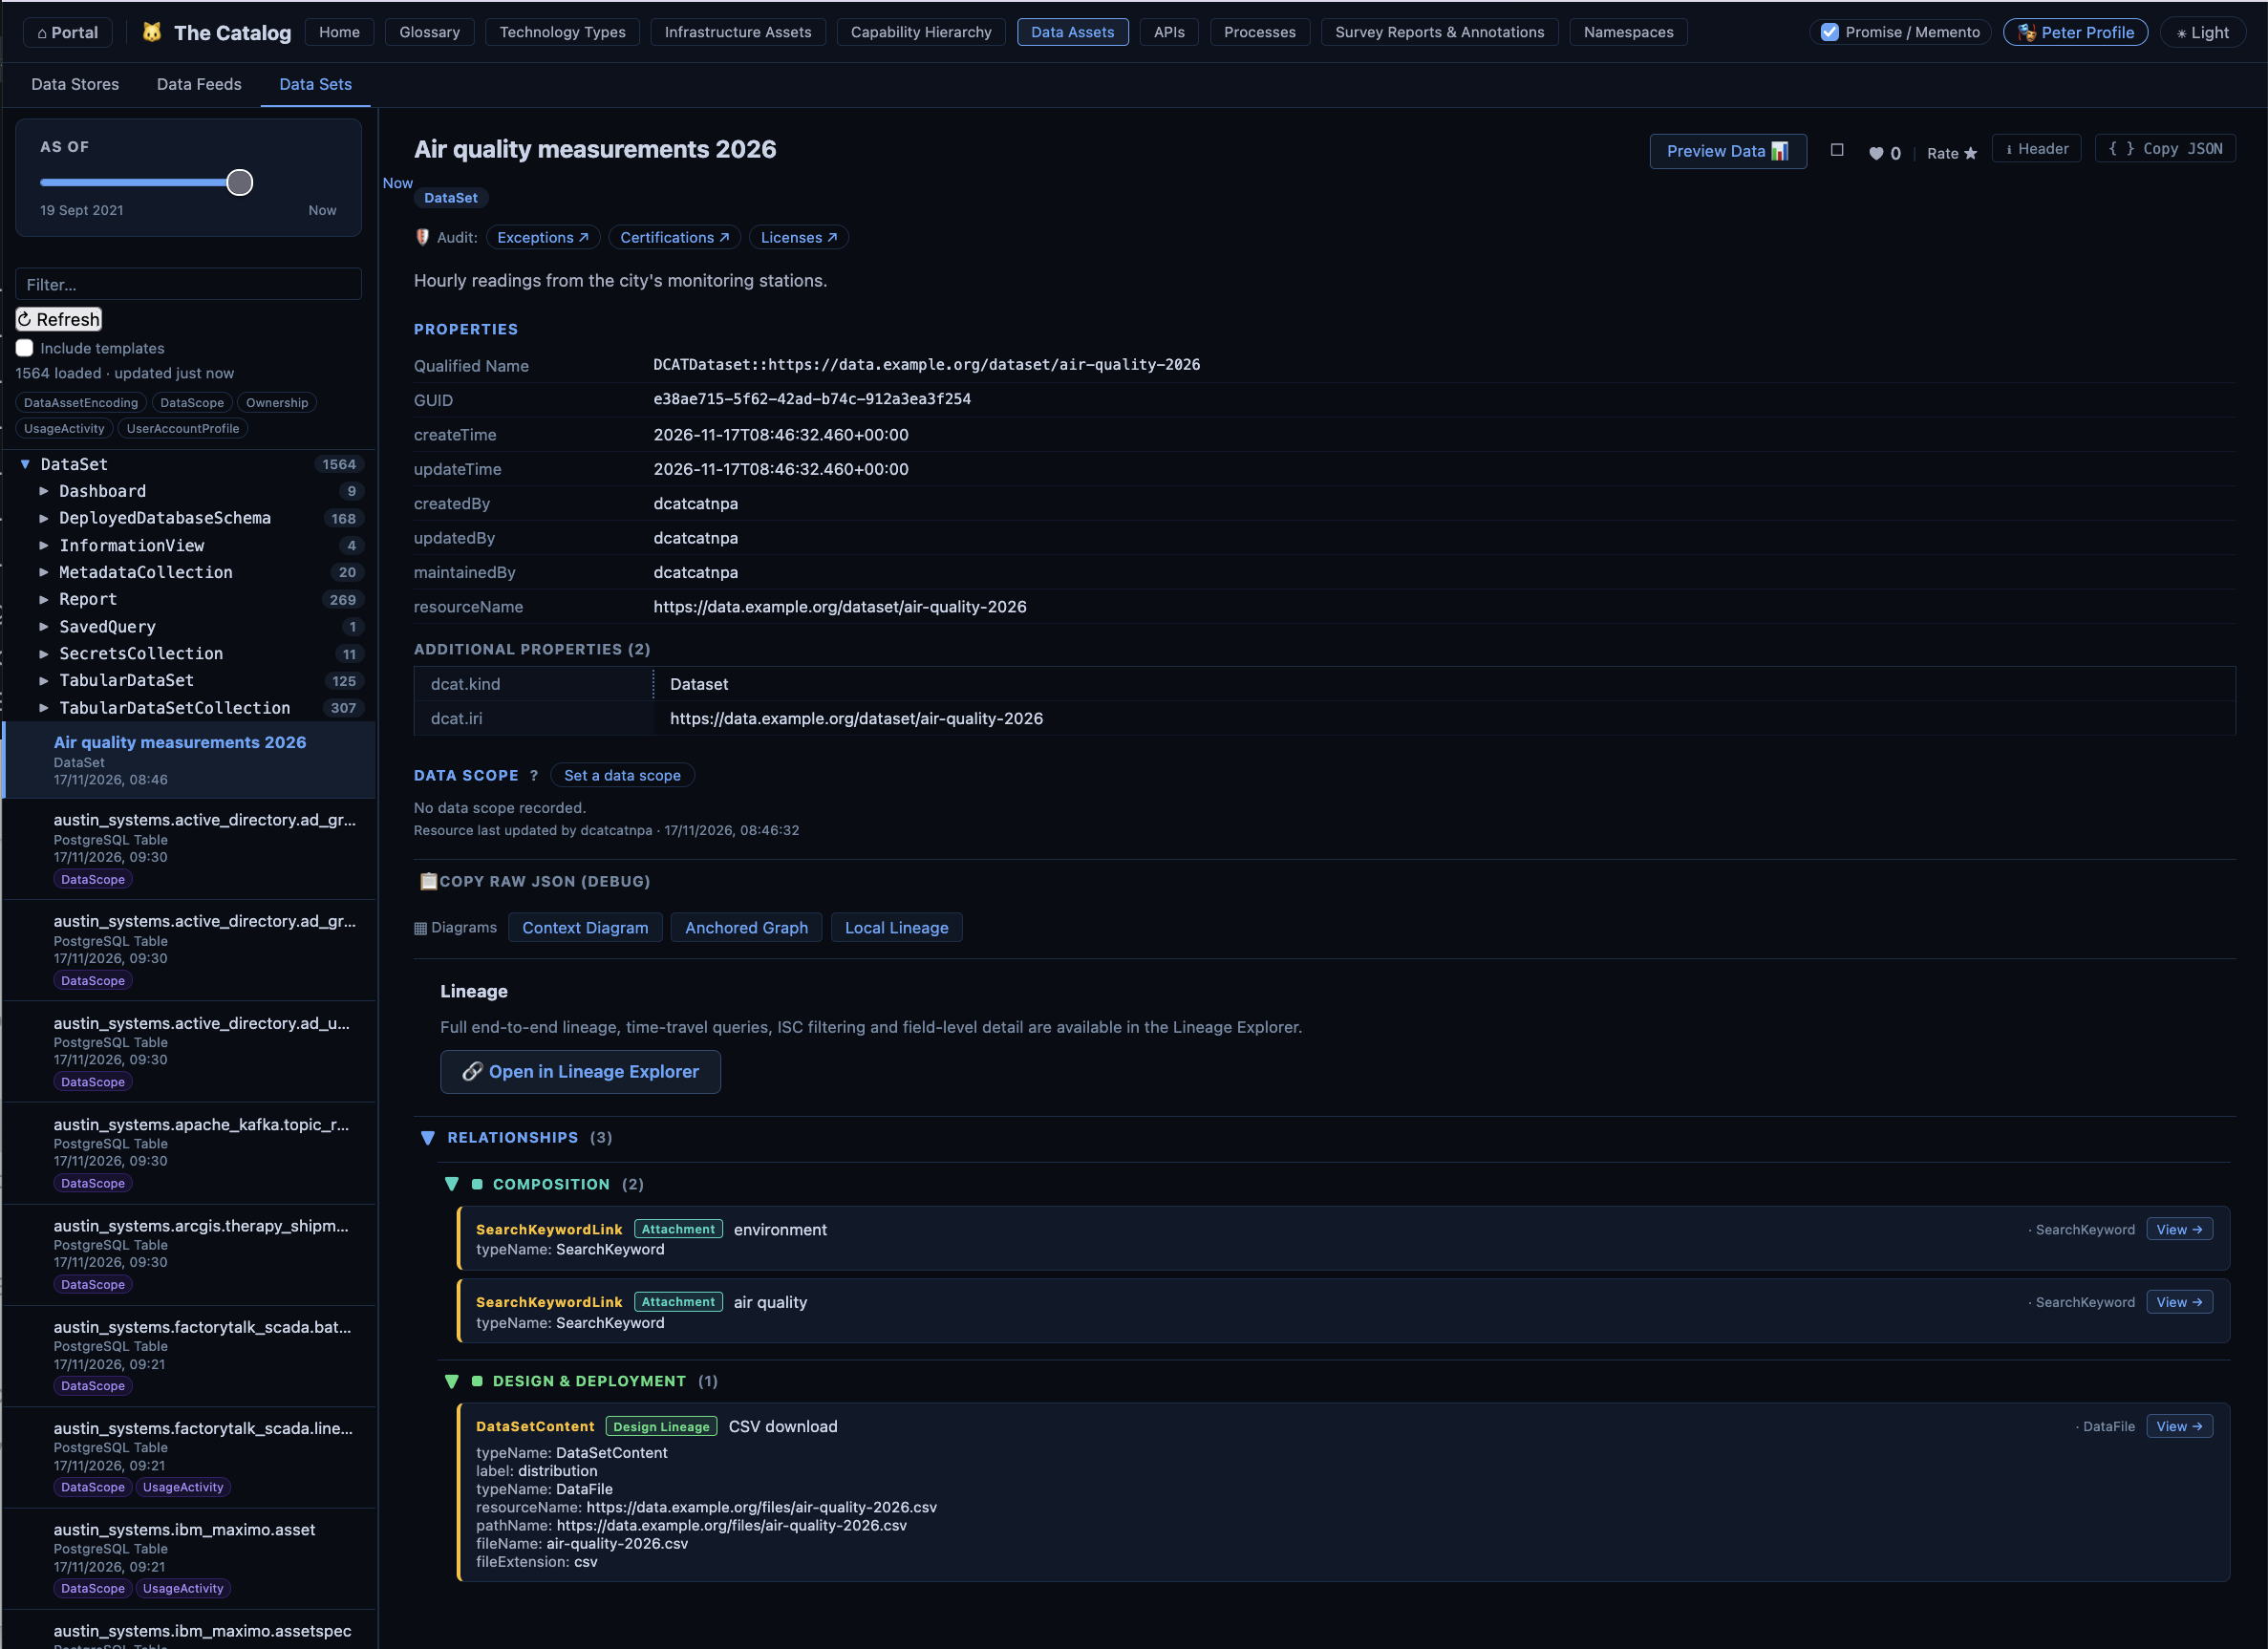 ⌂ Portal
The Catalog
Home
Glossary
Technology Types
Infrastructure Assets
Capability Hierarchy
Data Assets
APIs
Processes
Survey Reports & Annotations
Namespaces
Promise / Memento
Peter Profile
☀ Light
Data Stores
Data Feeds
Data Sets
AS OF
19 Sept 2021
Now
Now
Filter...
↻ Refresh
Include templates
1564 loaded · updated just now
DataAssetEncoding
DataScope
Ownership
UsageActivity
UserAccountProfile
▼ DataSet 1564
▶ Dashboard 9
▶ DeployedDatabaseSchema 168
▶ InformationView 4
▶ MetadataCollection 20
▶ Report 269
▶ SavedQuery 1
▶ SecretsCollection 11
▶ TabularDataSet 125
▶ TabularDataSetCollection 307
Air quality measurements 2026
DataSet
17/11/2026, 08:46
austin_systems.active_directory.ad_gr...
PostgreSQL Table
17/11/2026, 09:30
DataScope
austin_systems.active_directory.ad_gr...
PostgreSQL Table
17/11/2026, 09:30
DataScope
austin_systems.active_directory.ad_u...
PostgreSQL Table
17/11/2026, 09:30
DataScope
austin_systems.apache_kafka.topic_r...
PostgreSQL Table
17/11/2026, 09:30
DataScope
austin_systems.arcgis.therapy_shipm...
PostgreSQL Table
17/11/2026, 09:30
DataScope
austin_systems.factorytalk_scada.bat...
PostgreSQL Table
17/11/2026, 09:21
DataScope
austin_systems.factorytalk_scada.line...
PostgreSQL Table
17/11/2026, 09:21
DataScope UsageActivity
austin_systems.ibm_maximo.asset
PostgreSQL Table
17/11/2026, 09:21
DataScope UsageActivity
austin_systems.ibm_maximo.assetspec
PostgreSQL Table
Air quality measurements 2026
Preview Data
♥ 0
Rate ★
ℹ Header
{ } Copy JSON
DataSet
Audit: Exceptions ↗ Certifications ↗ Licenses ↗
Hourly readings from the city's monitoring stations.
PROPERTIES
Qualified Name DCATDataset::https://data.example.org/dataset/air-quality-2026
GUID e38ae715-5f62-42ad-b74c-912a3ea3f254
createTime 2026-11-17T08:46:32.460+00:00
updateTime 2026-11-17T08:46:32.460+00:00
createdBy dcatcatnpa
updatedBy dcatcatnpa
maintainedBy dcatcatnpa
resourceName https://data.example.org/dataset/air-quality-2026
ADDITIONAL PROPERTIES (2)
dcat.kind Dataset
dcat.iri https://data.example.org/dataset/air-quality-2026
DATA SCOPE ? Set a data scope
No data scope recorded.
Resource last updated by dcatcatnpa · 17/11/2026, 08:46:32
COPY RAW JSON (DEBUG)
▦ Diagrams Context Diagram Anchored Graph Local Lineage
Lineage
Full end-to-end lineage, time-travel queries, ISC filtering and field-level detail are available in the Lineage Explorer.
Open in Lineage Explorer
▼ RELATIONSHIPS (3)
▼ COMPOSITION (2)
SearchKeywordLink Attachment environment · SearchKeyword View →
typeName: SearchKeyword
SearchKeywordLink Attachment air quality · SearchKeyword View →
typeName: SearchKeyword
▼ DESIGN & DEPLOYMENT (1)
DataSetContent Design Lineage CSV download · DataFile View →
typeName: DataSetContent
label: distribution
typeName: DataFile
resourceName: https://data.example.org/files/air-quality-2026.csv
pathName: https://data.example.org/files/air-quality-2026.csv
fileName: air-quality-2026.csv
fileExtension: csv